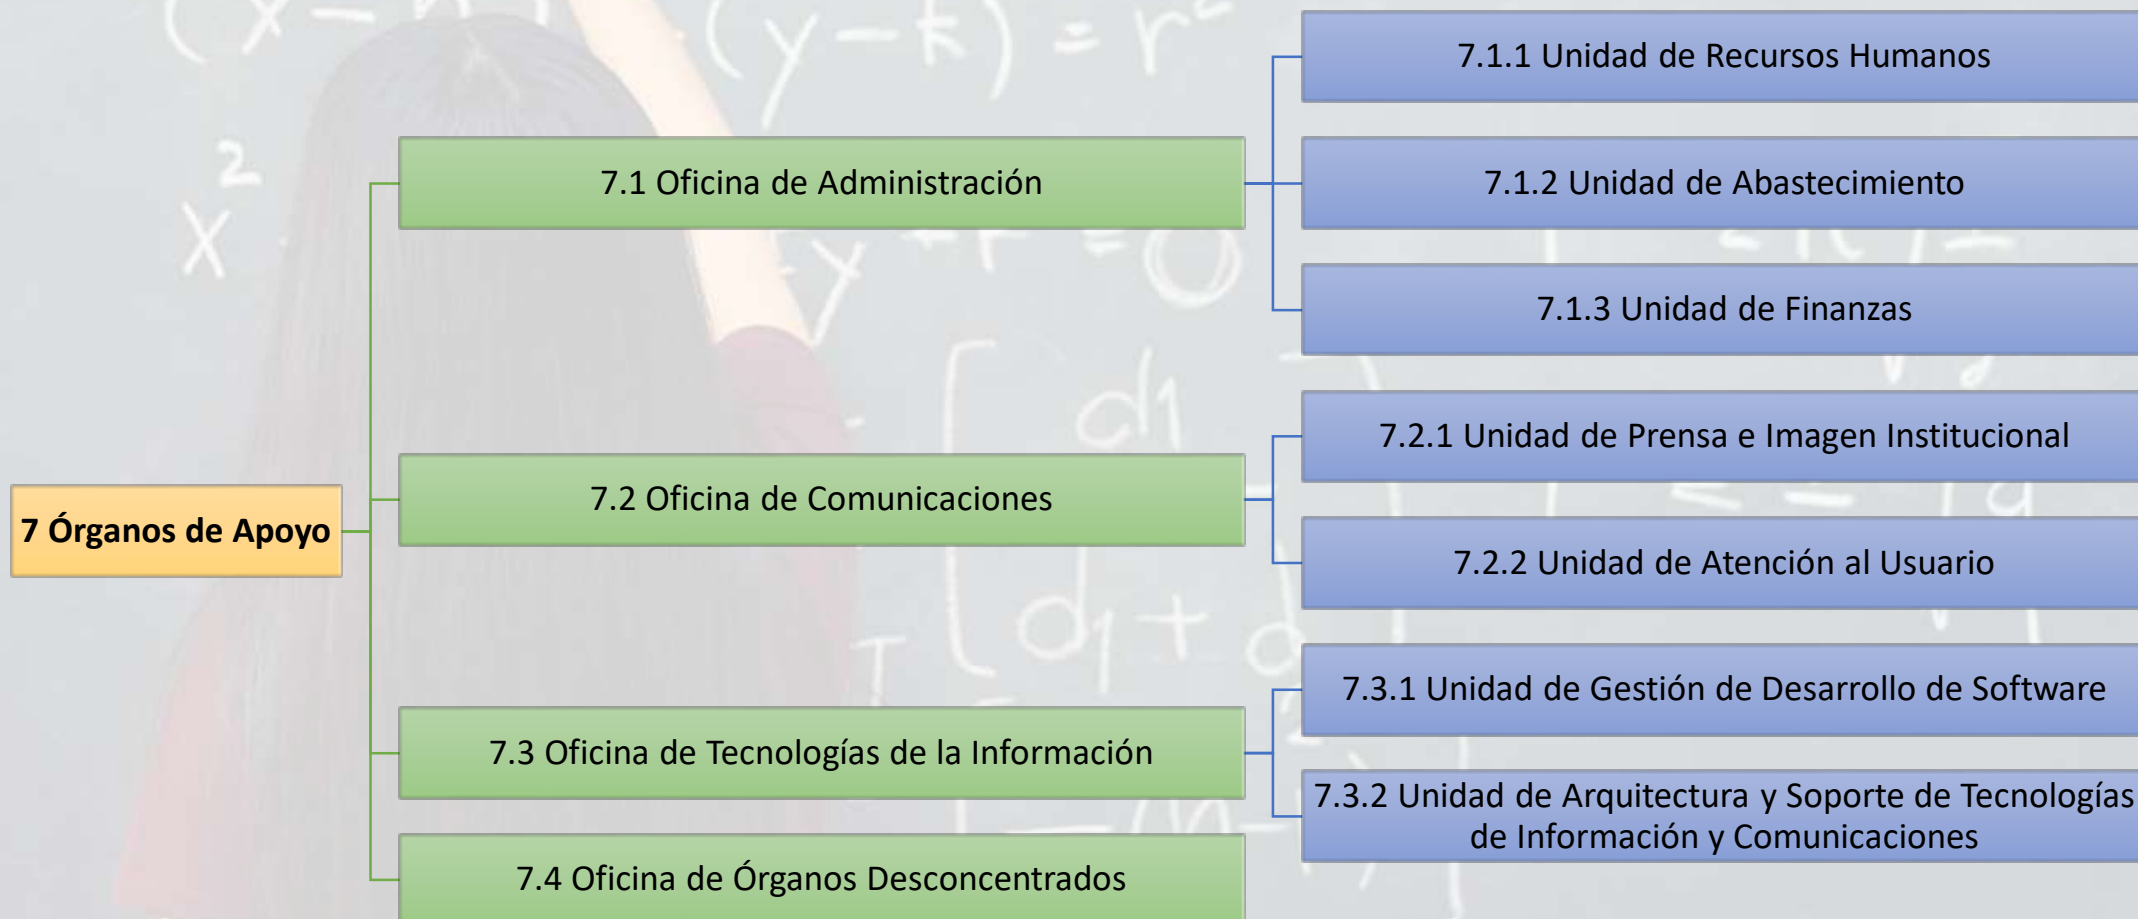 7 Órganos de Apoyo
7.1 Oficina de Administración
7.1.1 Unidad de Recursos Humanos
7.1.2 Unidad de Abastecimiento
7.1.3 Unidad de Finanzas
7.2 Oficina de Comunicaciones
7.2.1 Unidad de Prensa e Imagen Institucional
7.2.2 Unidad de Atención al Usuario
7.3 Oficina de Tecnologías de la Información
7.3.1 Unidad de Gestión de Desarrollo de Software
7.3.2 Unidad de Arquitectura y Soporte de Tecnologías
de Información y Comunicaciones
7.4 Oficina de Órganos Desconcentrados